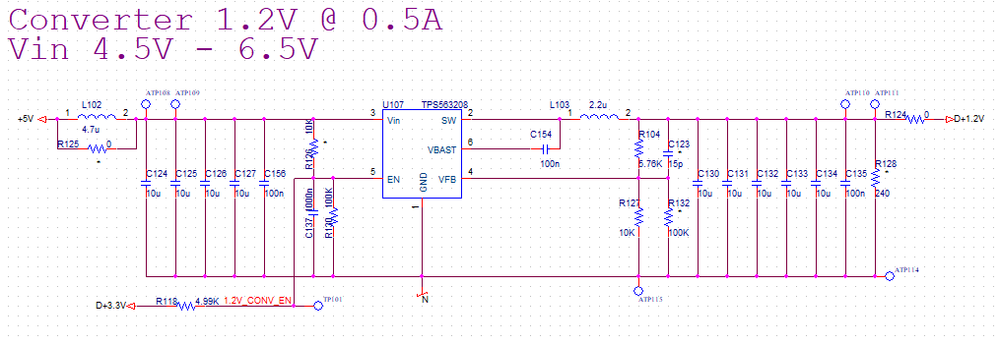 Converter 1.2V @ 0.5A
Vin 4.5V - 6.5V
ATP108 ATP109 ATP110 ATP111
L102 U107 TPS563208 L103 2.2u
+5V 1 2 3 Vin SW 2 1 2 R124 0 D+1.2V
4.7u
R125 0
*
10K R126 *
VBAST 6 C154 100n
R104 5.76K C123 * 15p
5 EN VFB 4
GND 1
C124 C125 C126 C127 C156
10u 10u 10u 10u 100n
C137 1000n R130 100K
R127 10K R132 * 100K
C130 C131 C132 C133 C134 C135 R128 *
10u 10u 10u 10u 10u 100n 240
ATP114
D+3.3V R118 4.99K 1.2V_CONV_EN TP101
N
ATP115